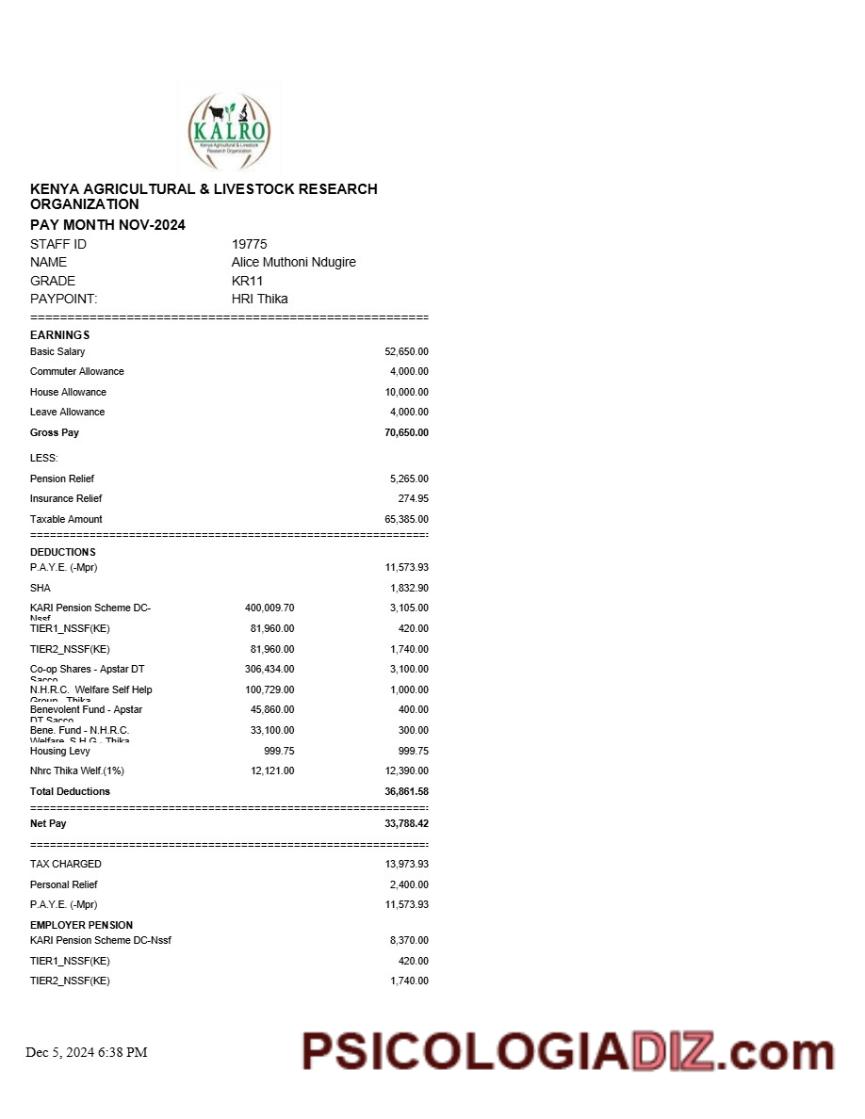 KALRO
Kenya Agricultural & Livestock
Research Organization
KENYA AGRICULTURAL & LIVESTOCK RESEARCH
ORGANIZATION
PAY MONTH NOV-2024
STAFF ID 19775
NAME Alice Muthoni Ndugire
GRADE KR11
PAYPOINT: HRI Thika
EARNINGS
Basic Salary 52,650.00
Commuter Allowance 4,000.00
House Allowance 10,000.00
Leave Allowance 4,000.00
Gross Pay 70,650.00
LESS:
Pension Relief 5,265.00
Insurance Relief 274.95
Taxable Amount 65,385.00
DEDUCTIONS
P.A.Y.E. (-Mpr) 11,573.93
SHA 1,832.90
KARI Pension Scheme DC- 400,009.70 3,105.00
Nssf
TIER1_NSSF(KE) 81,960.00 420.00
TIER2_NSSF(KE) 81,960.00 1,740.00
Co-op Shares - Apstar DT 306,434.00 3,100.00
Sacco
N.H.R.C. Welfare Self Help 100,729.00 1,000.00
Group - Thika
Benevolent Fund - Apstar 45,860.00 400.00
DT Sacco
Bene. Fund - N.H.R.C. 33,100.00 300.00
Welfare S.H.G - Thika
Housing Levy 999.75 999.75
Nhrc Thika Welf.(1%) 12,121.00 12,390.00
Total Deductions 36,861.58
Net Pay 33,788.42
TAX CHARGED 13,973.93
Personal Relief 2,400.00
P.A.Y.E. (-Mpr) 11,573.93
EMPLOYER PENSION
KARI Pension Scheme DC-Nssf 8,370.00
TIER1_NSSF(KE) 420.00
TIER2_NSSF(KE) 1,740.00
Dec 5, 2024 6:38 PM
PSICOLOGIADIZ.com